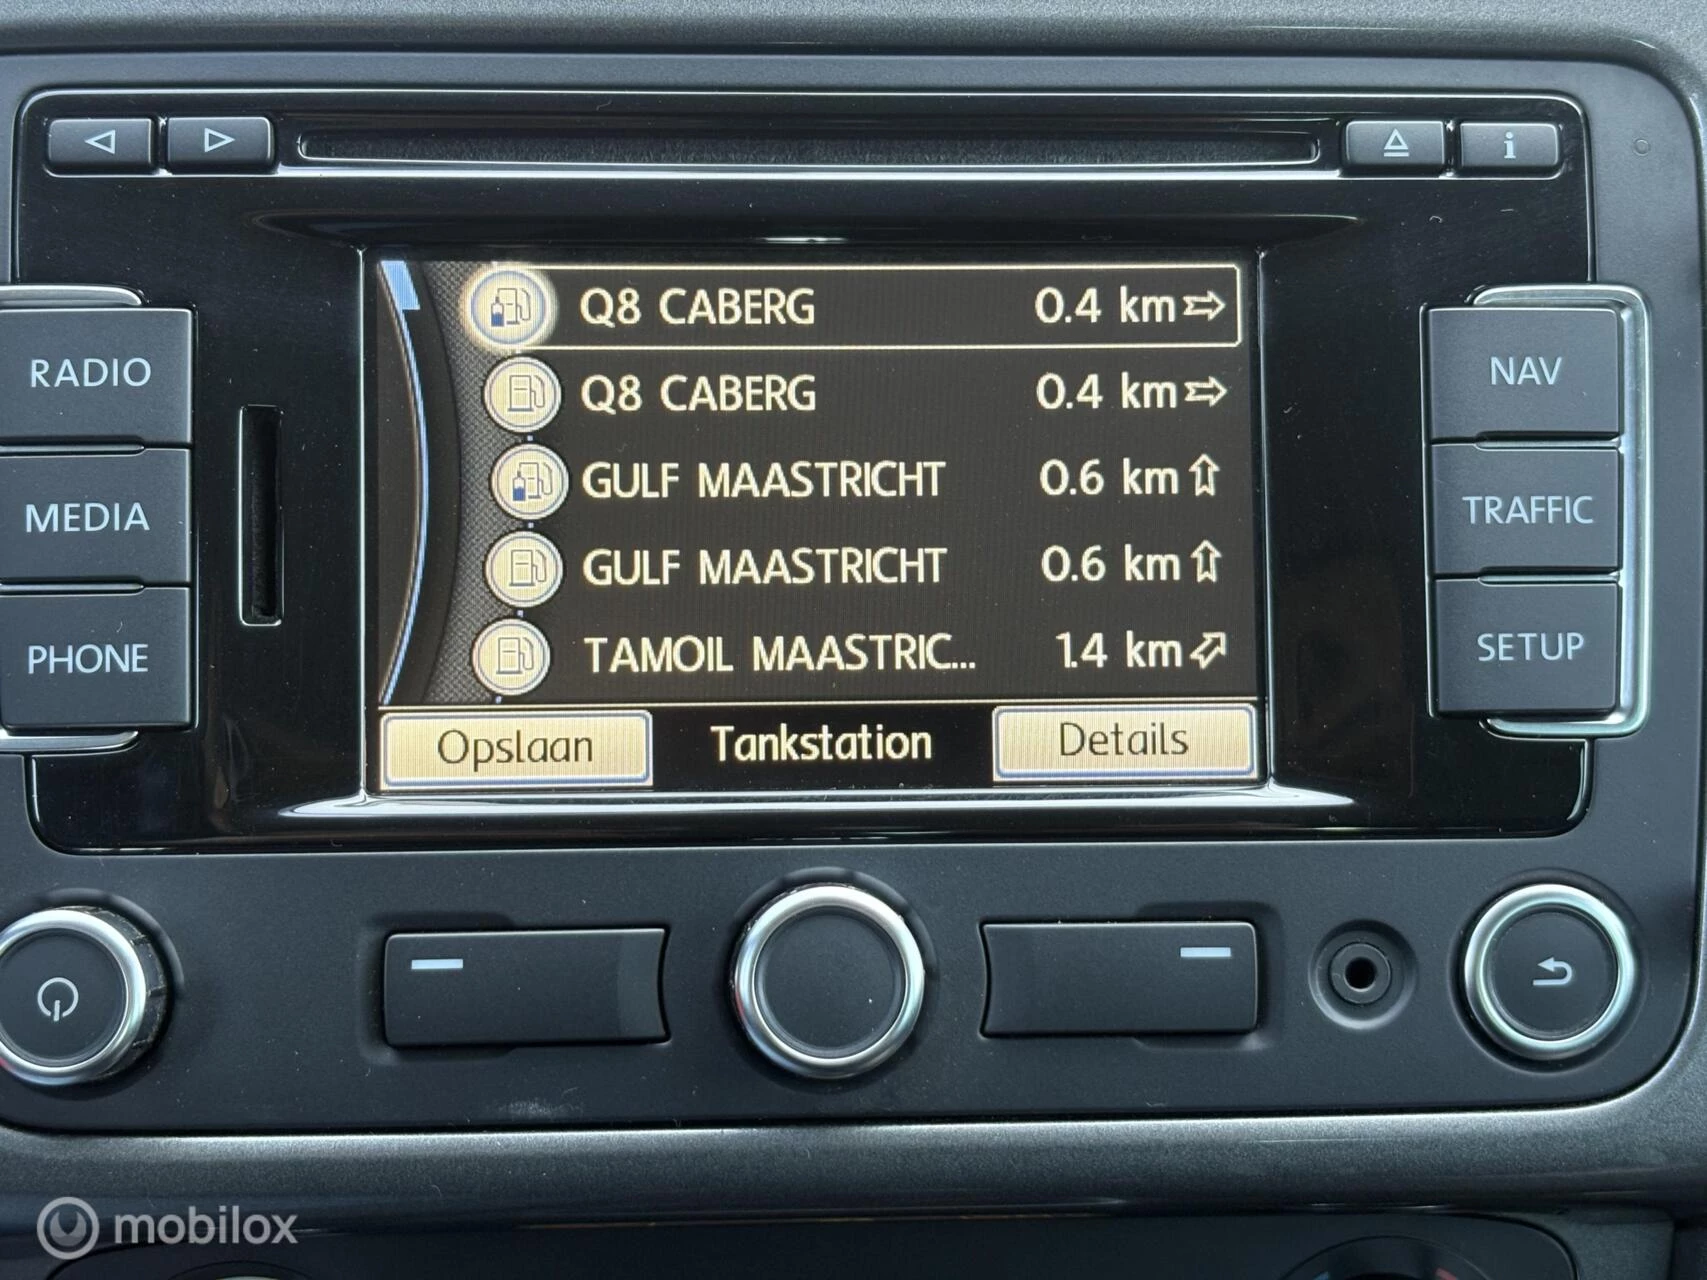 i
RADIO
MEDIA
PHONE
Q8 CABERG 0.4 km
Q8 CABERG 0.4 km
GULF MAASTRICHT 0.6 km
GULF MAASTRICHT 0.6 km
TAMOIL MAASTRIC... 1.4 km
Opslaan Tankstation Details
NAV
TRAFFIC
SETUP
mobilox